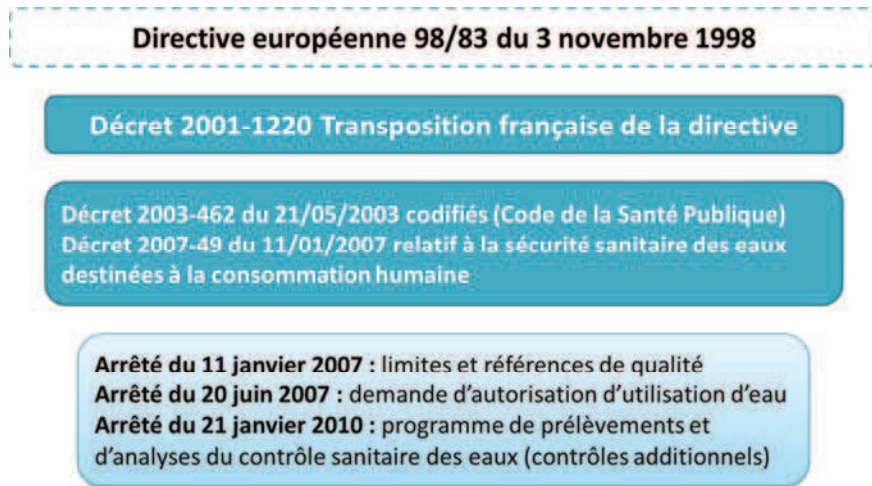 Directive européenne 98/83 du 3 novembre 1998
Décret 2001-1220 Transposition française de la directive
Décret 2003-462 du 21/05/2003 codifiés (Code de la Santé Publique)
Décret 2007-49 du 11/01/2007 relatif à la sécurité sanitaire des eaux
destinées à la consommation humaine
Arrêté du 11 janvier 2007 : limites et références de qualité
Arrêté du 20 juin 2007 : demande d'autorisation d'utilisation d'eau
Arrêté du 21 janvier 2010 : programme de prélèvements et
d'analyses du contrôle sanitaire des eaux (contrôles additionnels)